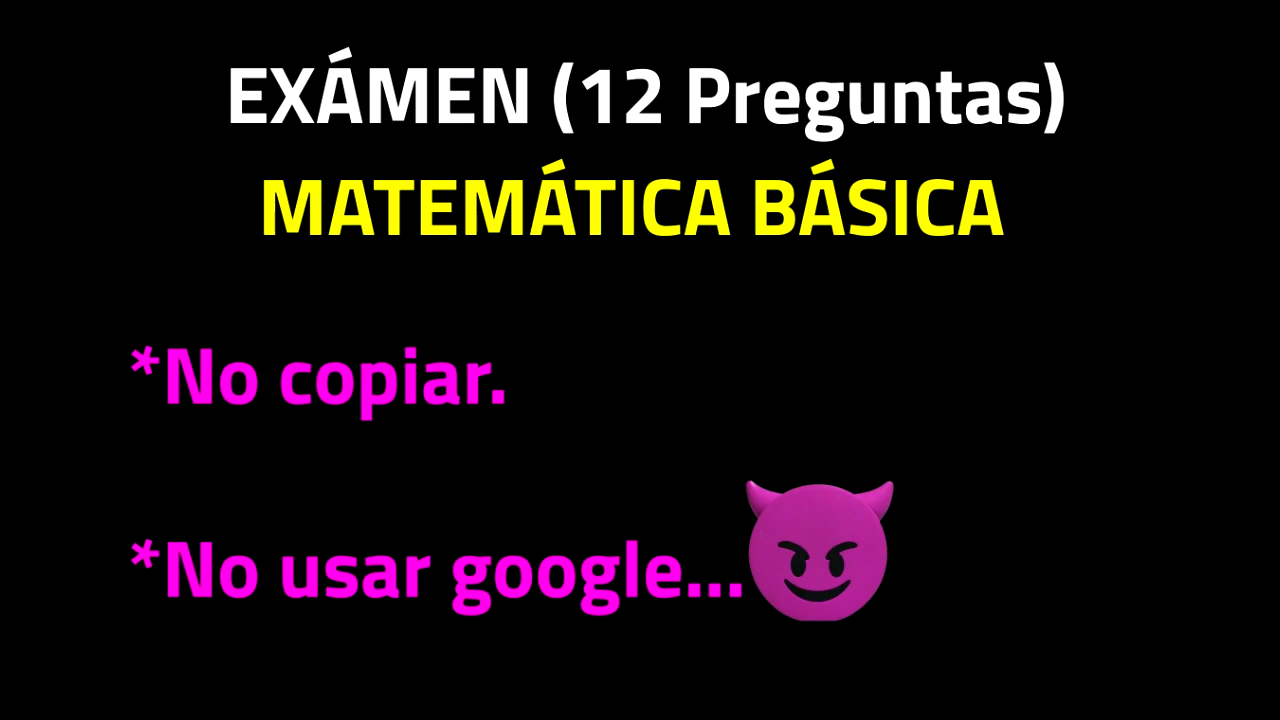 EXÁMEN (12 Preguntas)
MATEMÁTICA BÁSICA
*No copiar.
*No usar google...